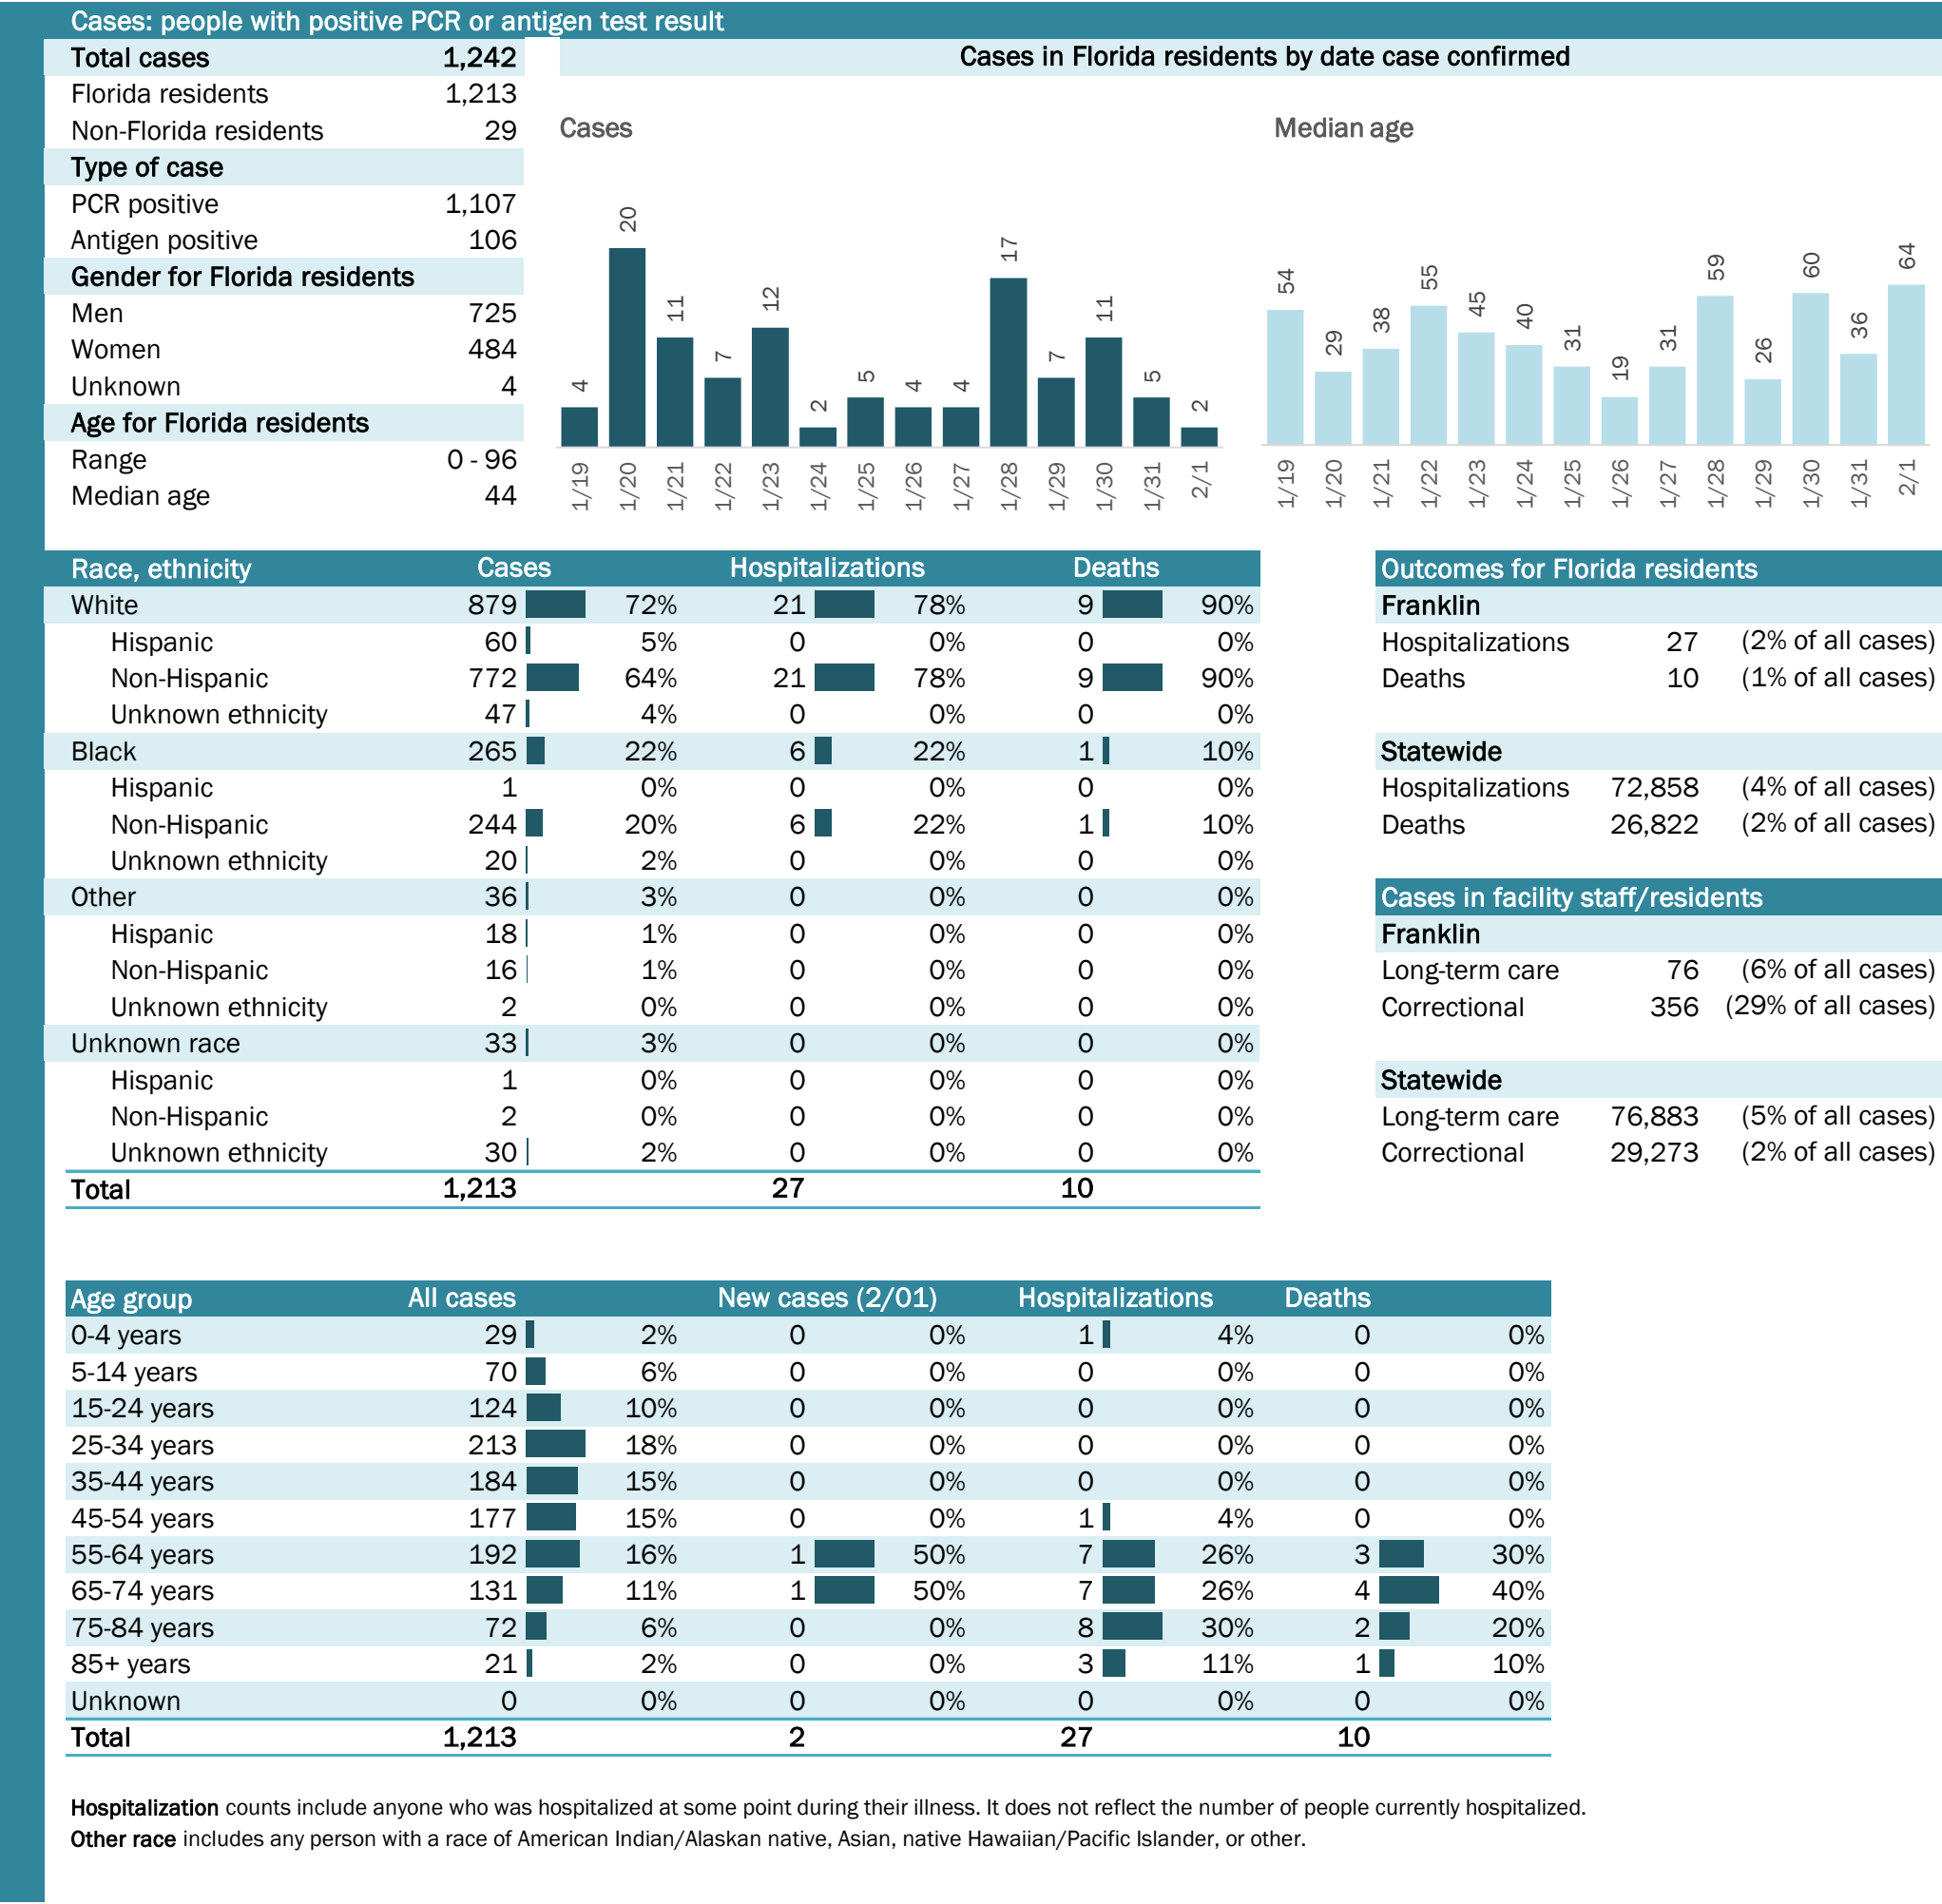 Cases: people with positive PCR or antigen test result
Total cases 1,242
Florida residents 1,213
Non-Florida residents 29
Type of case
PCR positive 1,107
Antigen positive 106
Gender for Florida residents
Men 725
Women 484
Unknown 4
Age for Florida residents
Range 0 - 96
Median age 44
Cases in Florida residents by date case confirmed
Cases
4 20 11 7 12 2 5 4 4 17 7 11 5 2
1/19 1/20 1/21 1/22 1/23 1/24 1/25 1/26 1/27 1/28 1/29 1/30 1/31 2/1
Median age
54 29 38 55 45 40 31 19 31 59 26 60 36 64
1/19 1/20 1/21 1/22 1/23 1/24 1/25 1/26 1/27 1/28 1/29 1/30 1/31 2/1
Race, ethnicity Cases Hospitalizations Deaths
White 879 72% 21 78% 9 90%
Hispanic 60 5% 0 0% 0 0%
Non-Hispanic 772 64% 21 78% 9 90%
Unknown ethnicity 47 4% 0 0% 0 0%
Black 265 22% 6 22% 1 10%
Hispanic 1 0% 0 0% 0 0%
Non-Hispanic 244 20% 6 22% 1 10%
Unknown ethnicity 20 2% 0 0% 0 0%
Other 36 3% 0 0% 0 0%
Hispanic 18 1% 0 0% 0 0%
Non-Hispanic 16 1% 0 0% 0 0%
Unknown ethnicity 2 0% 0 0% 0 0%
Unknown race 33 3% 0 0% 0 0%
Hispanic 1 0% 0 0% 0 0%
Non-Hispanic 2 0% 0 0% 0 0%
Unknown ethnicity 30 2% 0 0% 0 0%
Total 1,213 27 10
Outcomes for Florida residents
Franklin
Hospitalizations 27 (2% of all cases)
Deaths 10 (1% of all cases)
Statewide
Hospitalizations 72,858 (4% of all cases)
Deaths 26,822 (2% of all cases)
Cases in facility staff/residents
Franklin
Long-term care 76 (6% of all cases)
Correctional 356 (29% of all cases)
Statewide
Long-term care 76,883 (5% of all cases)
Correctional 29,273 (2% of all cases)
Age group All cases New cases (2/01) Hospitalizations Deaths
0-4 years 29 2% 0 0% 1 4% 0 0%
5-14 years 70 6% 0 0% 0 0% 0 0%
15-24 years 124 10% 0 0% 0 0% 0 0%
25-34 years 213 18% 0 0% 0 0% 0 0%
35-44 years 184 15% 0 0% 0 0% 0 0%
45-54 years 177 15% 0 0% 1 4% 0 0%
55-64 years 192 16% 1 50% 7 26% 3 30%
65-74 years 131 11% 1 50% 7 26% 4 40%
75-84 years 72 6% 0 0% 8 30% 2 20%
85+ years 21 2% 0 0% 3 11% 1 10%
Unknown 0 0% 0 0% 0 0% 0 0%
Total 1,213 2 27 10
Hospitalization counts include anyone who was hospitalized at some point during their illness. It does not reflect the number of people currently hospitalized.
Other race includes any person with a race of American Indian/Alaskan native, Asian, native Hawaiian/Pacific Islander, or other.